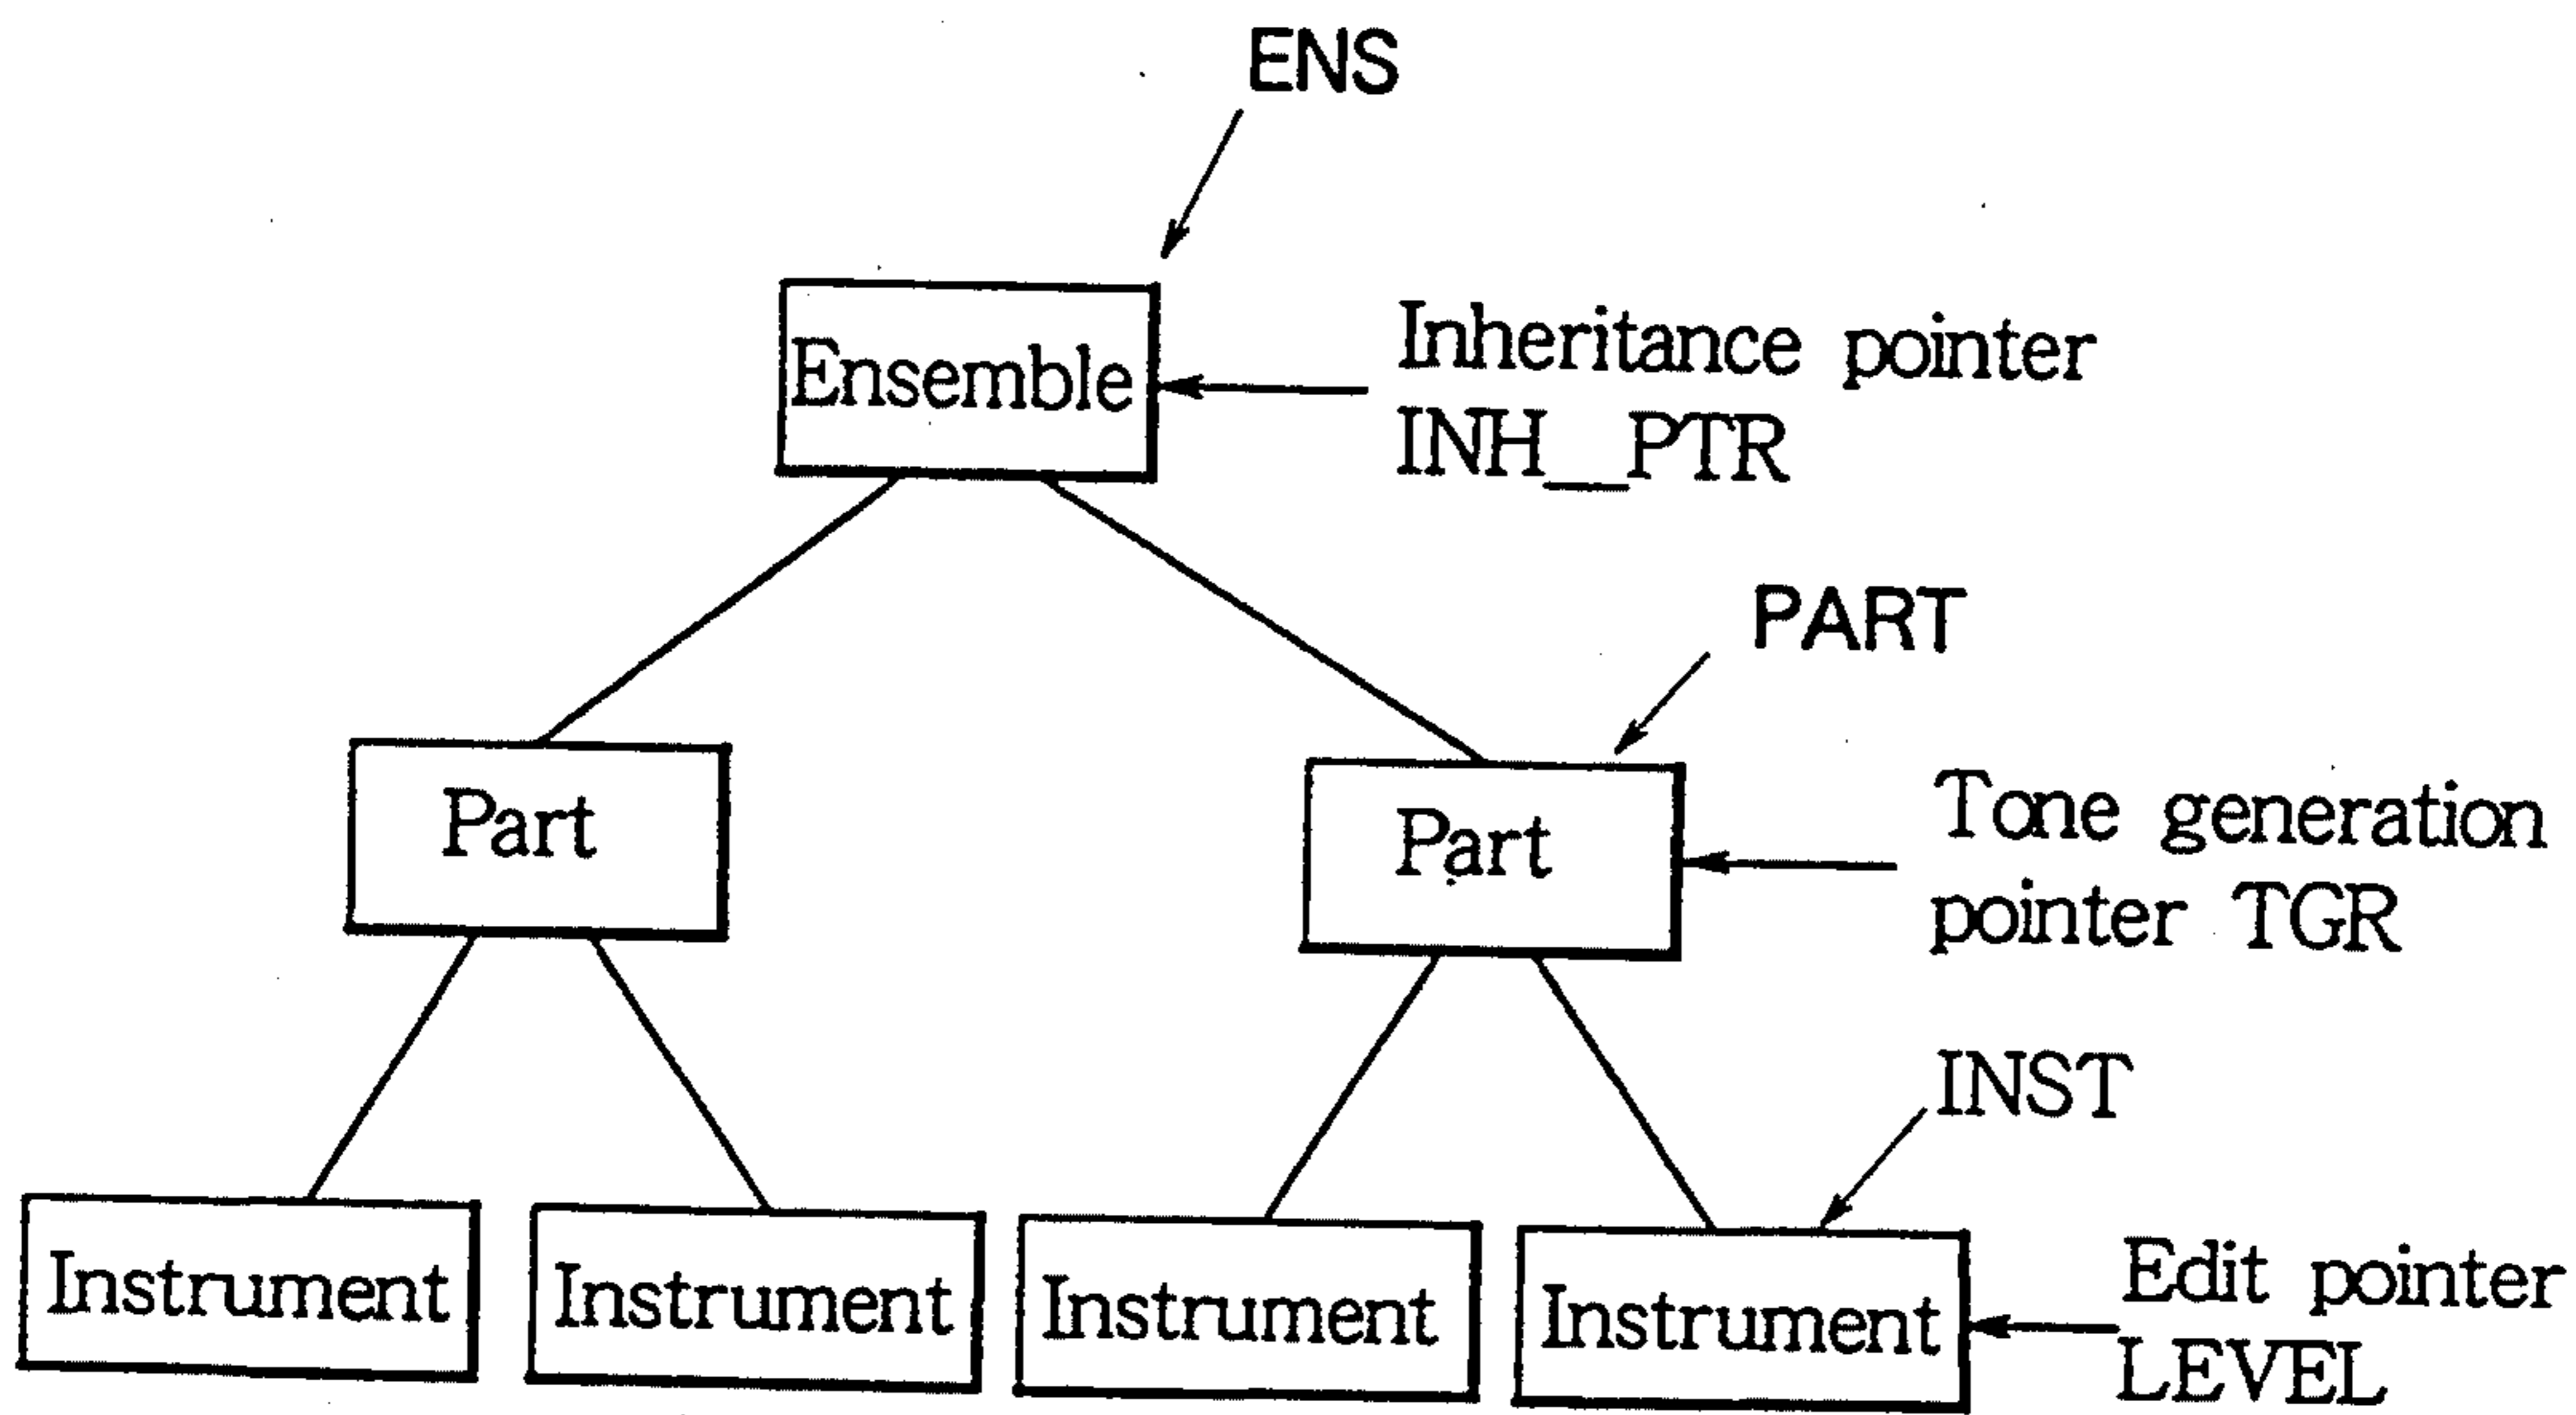 ENS
Ensemble
Inheritance pointer
INH__PTR
PART
Part
Part
Tone generation
pointer TGR
INST
Instrument
Instrument
Instrument
Instrument
Edit pointer
LEVEL